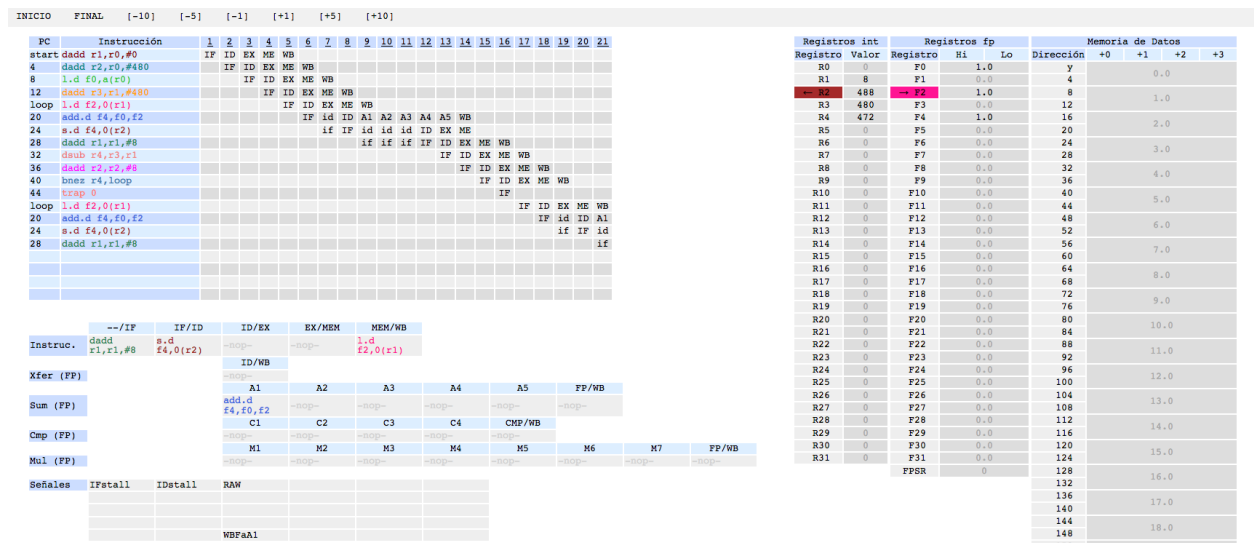 INICIO FINAL [-10] [-5] [-1] [+1] [+5] [+10]
PC Instrucción 1 2 3 4 5 6 7 8 9 10 11 12 13 14 15 16 17 18 19 20 21
start dadd r1,r0,#0 IF ID EX ME WB
4 dadd r2,r0,#480 IF ID EX ME WB
8 l.d f0,a(r0) IF ID EX ME WB
12 dadd r3,r1,#480 IF ID EX ME WB
loop l.d f2,0(r1) IF ID EX ME WB
20 add.d f4,f0,f2 IF id ID A1 A2 A3 A4 A5 WB
24 s.d f4,0(r2) if IF id id id ID EX ME
28 dadd r1,r1,#8 if if if IF ID EX ME WB
32 dsub r4,r3,r1 IF ID EX ME WB
36 dadd r2,r2,#8 IF ID EX ME WB
40 bnez r4,loop IF ID EX ME WB
44 trap 0 IF
loop l.d f2,0(r1) IF ID EX ME WB
20 add.d f4,f0,f2 IF id ID A1
24 s.d f4,0(r2) if IF id
28 dadd r1,r1,#8 if
--/IF IF/ID ID/EX EX/MEM MEM/WB
Instruc. dadd r1,r1,#8 s.d f4,0(r2) -nop- -nop- l.d f2,0(r1)
ID/WB
Xfer (FP) -nop-
A1 A2 A3 A4 A5 FP/WB
Sum (FP) add.d f4,f0,f2 -nop- -nop- -nop- -nop- -nop-
C1 C2 C3 C4 CMP/WB
Cmp (FP) -nop- -nop- -nop- -nop- -nop-
M1 M2 M3 M4 M5 M6 M7 FP/WB
Mul (FP) -nop- -nop- -nop- -nop- -nop- -nop- -nop- -nop-
Señales IFstall IDstall RAW
WBFaA1
Registros int Registros fp
Registro Valor Registro Hi Lo
R0 0 F0 1.0
R1 8 F1 0.0
← R2 488 → F2 1.0
R3 480 F3 0.0
R4 472 F4 1.0
R5 0 F5 0.0
R6 0 F6 0.0
R7 0 F7 0.0
R8 0 F8 0.0
R9 0 F9 0.0
R10 0 F10 0.0
R11 0 F11 0.0
R12 0 F12 0.0
R13 0 F13 0.0
R14 0 F14 0.0
R15 0 F15 0.0
R16 0 F16 0.0
R17 0 F17 0.0
R18 0 F18 0.0
R19 0 F19 0.0
R20 0 F20 0.0
R21 0 F21 0.0
R22 0 F22 0.0
R23 0 F23 0.0
R24 0 F24 0.0
R25 0 F25 0.0
R26 0 F26 0.0
R27 0 F27 0.0
R28 0 F28 0.0
R29 0 F29 0.0
R30 0 F30 0.0
R31 0 F31 0.0
FPSR 0
Memoria de Datos
Dirección +0 +1 +2 +3
y 0.0
4
8 1.0
12
16 2.0
20
24 3.0
28
32 4.0
36
40 5.0
44
48 6.0
52
56 7.0
60
64 8.0
68
72 9.0
76
80 10.0
84
88 11.0
92
96 12.0
100
104 13.0
108
112 14.0
116
120 15.0
124
128 16.0
132
136 17.0
140
144 18.0
148